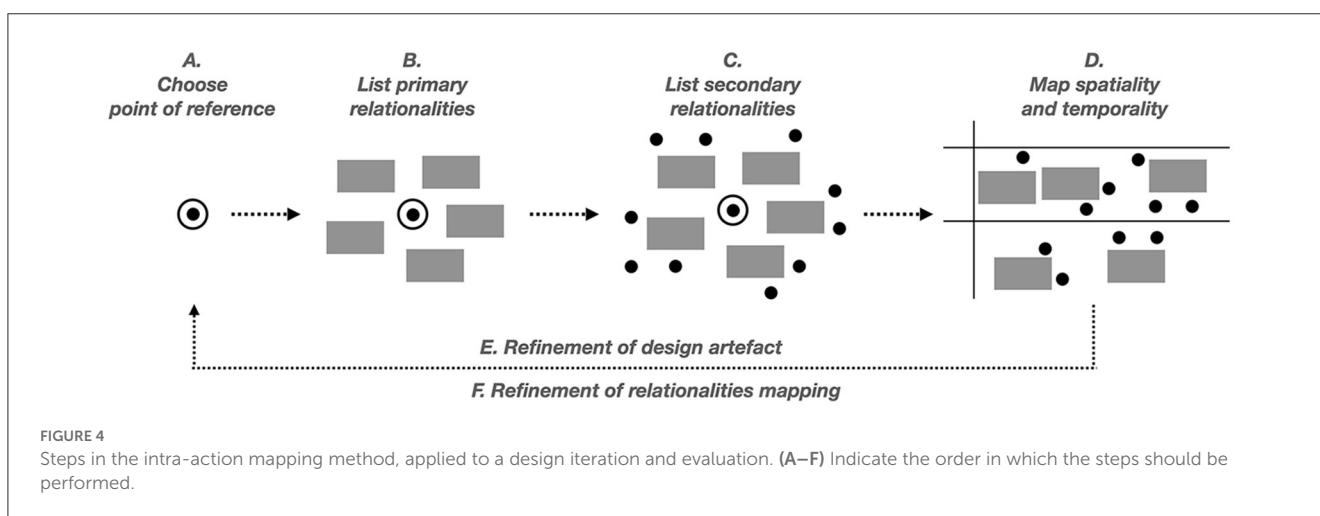 A.
Choose
point of reference
B.
List primary
relationalities
C.
List secondary
relationalities
D.
Map spatiality
and temporality
E. Refinement of design artefact
F. Refinement of relationalities mapping
FIGURE 4
Steps in the intra-action mapping method, applied to a design iteration and evaluation. (A–F) Indicate the order in which the steps should be
performed.